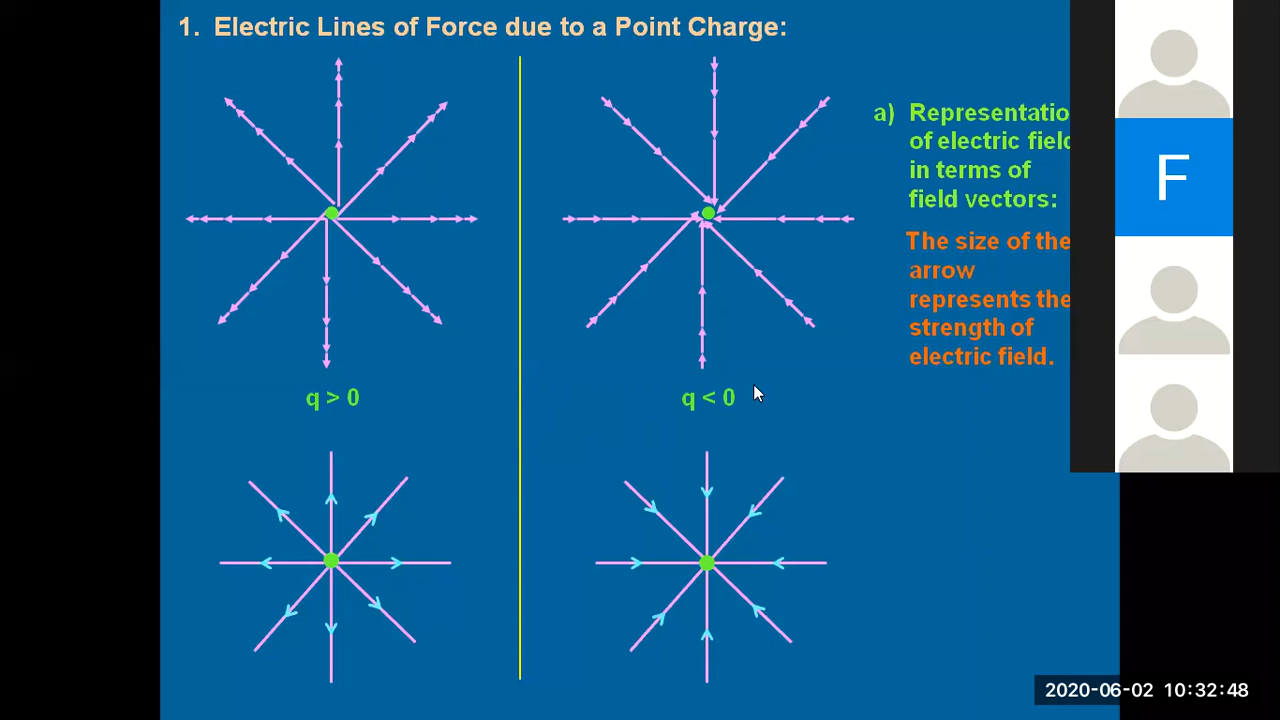 1. Electric Lines of Force due to a Point Charge:
a) Representatio
of electric field
in terms of
field vectors:
The size of the
arrow
represents the
strength of
electric field.
q > 0
q < 0
F
2020-06-02 10:32:48